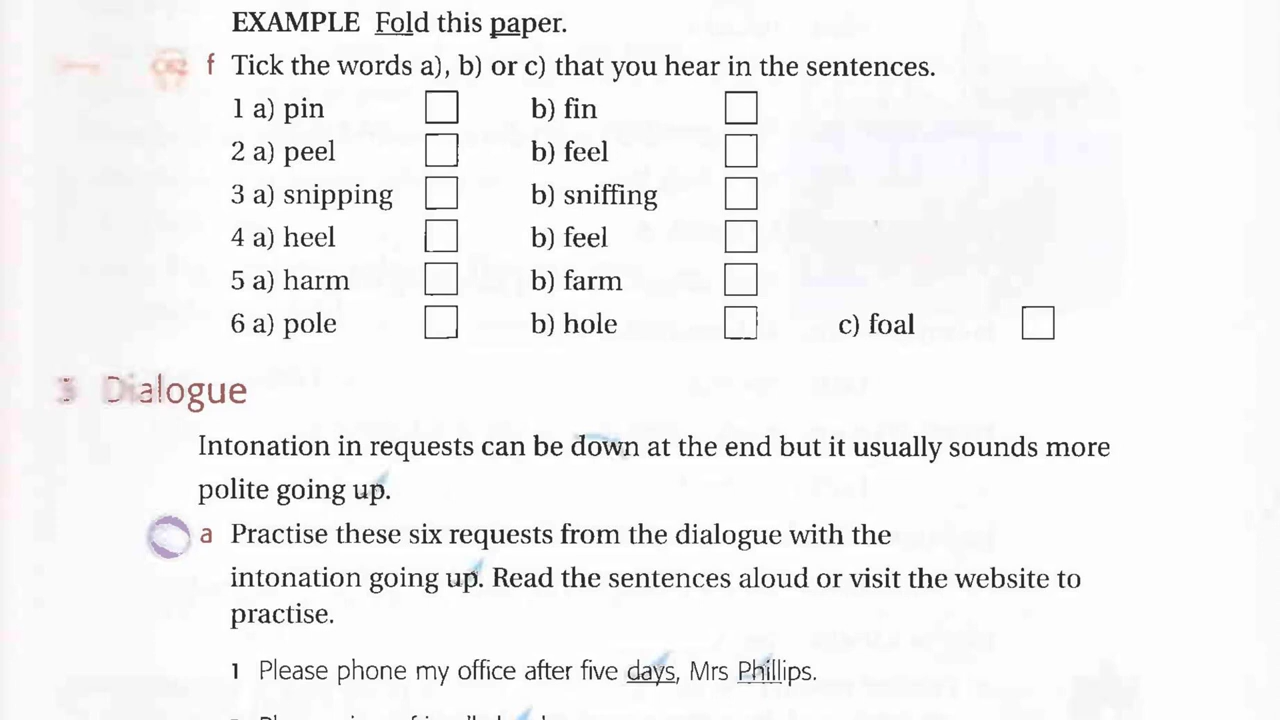 EXAMPLE Fold this paper.
f Tick the words a), b) or c) that you hear in the sentences.
1 a) pin b) fin
2 a) peel b) feel
3 a) snipping b) sniffing
4 a) heel b) feel
5 a) harm b) farm
6 a) pole b) hole c) foal
3 Dialogue
Intonation in requests can be down at the end but it usually sounds more
polite going up.
a Practise these six requests from the dialogue with the
intonation going up. Read the sentences aloud or visit the website to
practise.
1 Please phone my office after five days, Mrs Phillips.